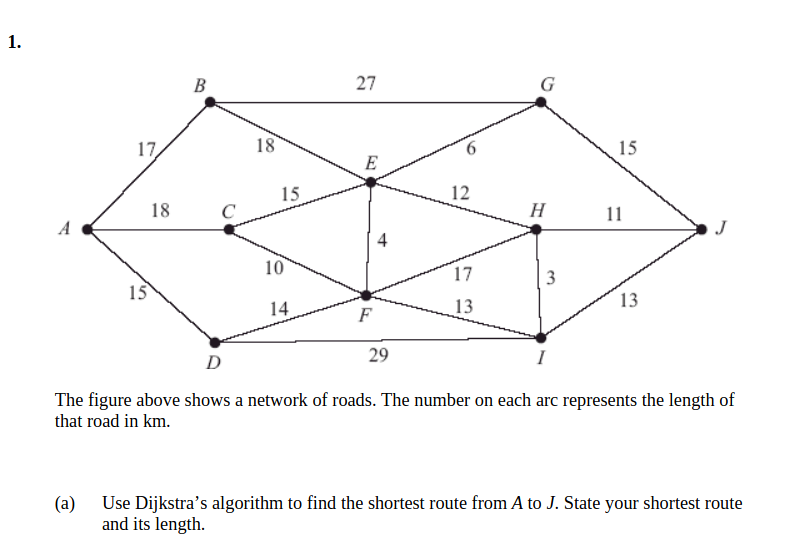 1.
B
27
G
17
18
E
6
15
15
12
A
18
C
H
11
J
4
10
17
3
15
14
F
13
13
D
29
I
The figure above shows a network of roads. The number on each arc represents the length of
that road in km.
(a) Use Dijkstra’s algorithm to find the shortest route from A to J. State your shortest route
and its length.